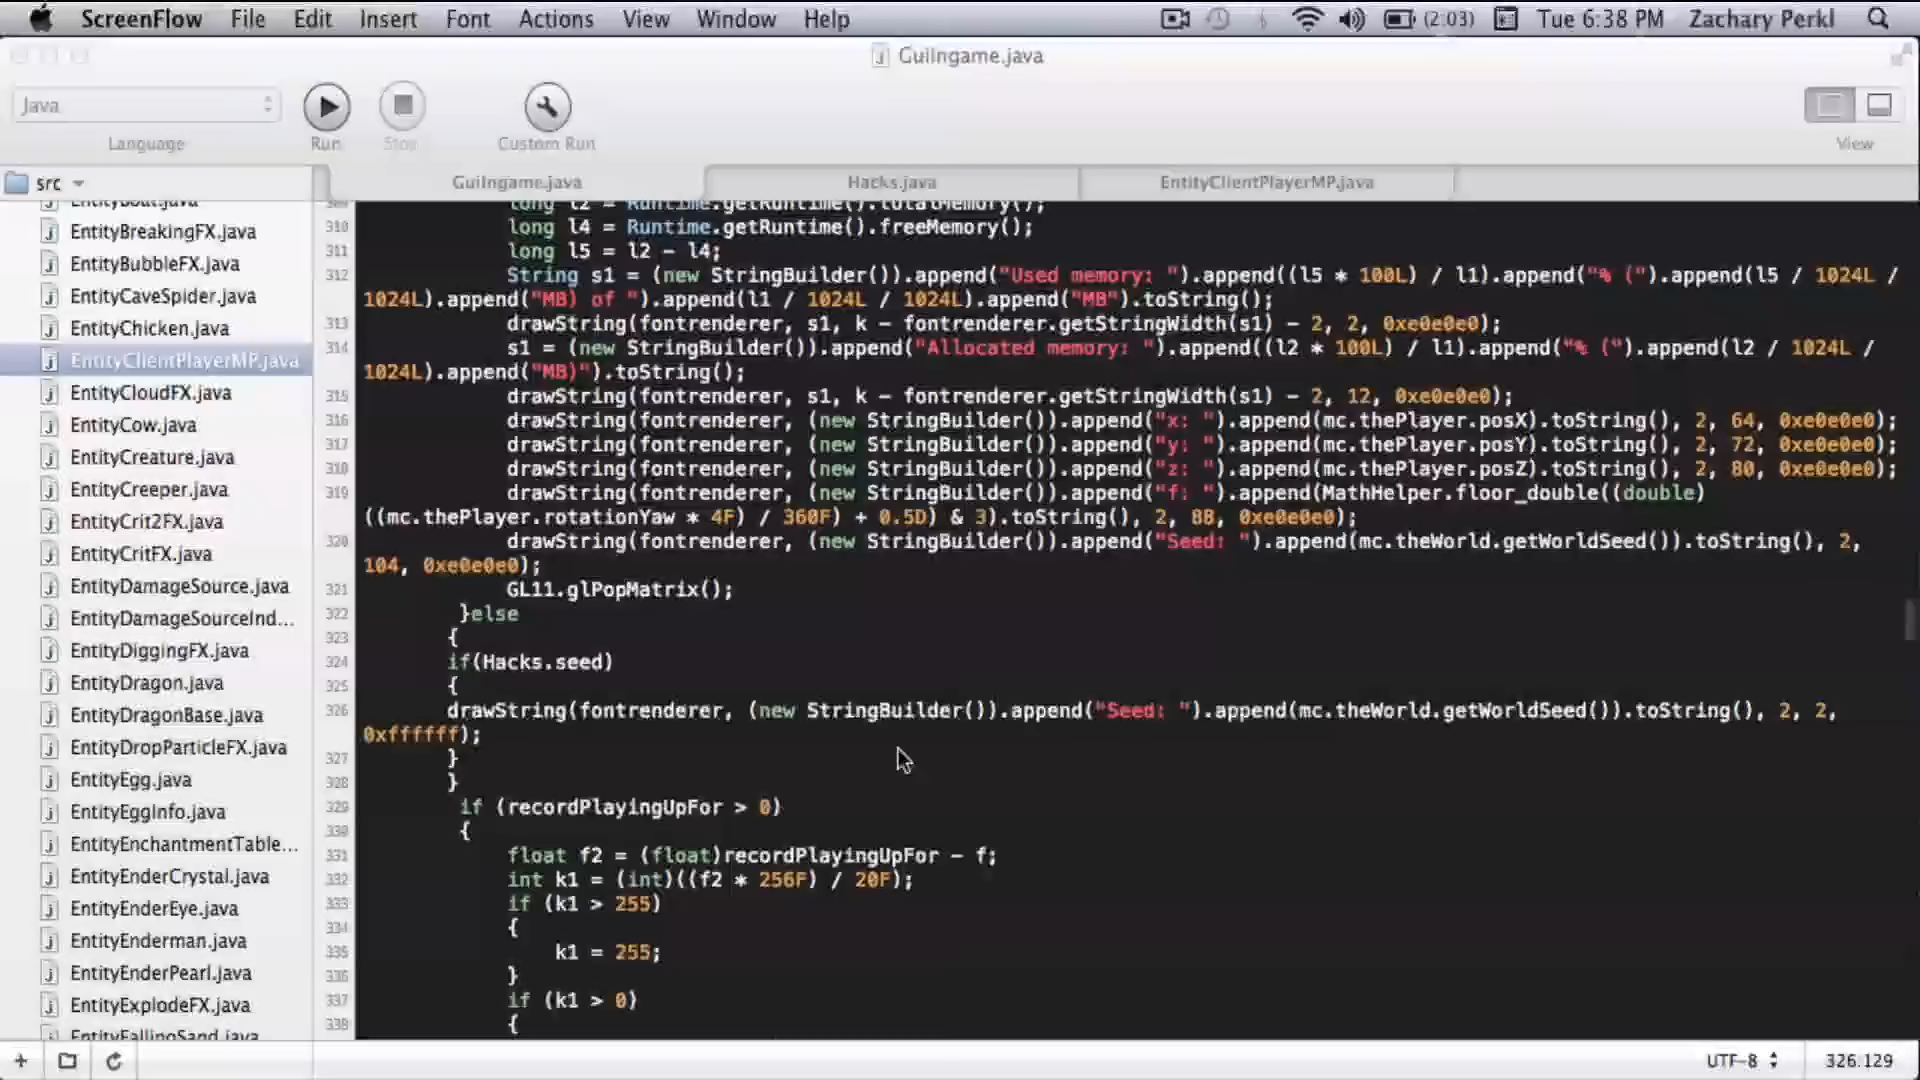 ScreenFlow File Edit Insert Font Actions View Window Help (2:03) Tue 6:38 PM Zachary Perkl
GuiIngame.java
Java
Language Run Stop Custom Run View
src GuiIngame.java Hacks.java EntityClientPlayerMP.java
EntityBoat.java
EntityBreakingFX.java
EntityBubbleFX.java
EntityCaveSpider.java
EntityChicken.java
EntityClientPlayerMP.java
EntityCloudFX.java
EntityCow.java
EntityCreature.java
EntityCreeper.java
EntityCrit2FX.java
EntityCritFX.java
EntityDamageSource.java
EntityDamageSourceInd...
EntityDiggingFX.java
EntityDragon.java
EntityDragonBase.java
EntityDropParticleFX.java
EntityEgg.java
EntityEggInfo.java
EntityEnchantmentTable...
EntityEnderCrystal.java
EntityEnderEye.java
EntityEnderman.java
EntityEnderPearl.java
EntityExplodeFX.java
EntityFallingSand.java
309 long l2 = Runtime.getRuntime().totalMemory();
310 long l4 = Runtime.getRuntime().freeMemory();
311 long l5 = l2 - l4;
312 String s1 = (new StringBuilder()).append("Used memory: ").append((l5 * 100L) / l1).append("% (").append(l5 / 1024L /
1024L).append("MB) of ").append(l1 / 1024L / 1024L).append("MB").toString();
313 drawString(fontrenderer, s1, k - fontrenderer.getStringWidth(s1) - 2, 2, 0xe0e0e0);
314 s1 = (new StringBuilder()).append("Allocated memory: ").append((l2 * 100L) / l1).append("% (").append(l2 / 1024L /
1024L).append("MB)").toString();
315 drawString(fontrenderer, s1, k - fontrenderer.getStringWidth(s1) - 2, 12, 0xe0e0e0);
316 drawString(fontrenderer, (new StringBuilder()).append("x: ").append(mc.thePlayer.posX).toString(), 2, 64, 0xe0e0e0);
317 drawString(fontrenderer, (new StringBuilder()).append("y: ").append(mc.thePlayer.posY).toString(), 2, 72, 0xe0e0e0);
318 drawString(fontrenderer, (new StringBuilder()).append("z: ").append(mc.thePlayer.posZ).toString(), 2, 80, 0xe0e0e0);
319 drawString(fontrenderer, (new StringBuilder()).append("f: ").append(MathHelper.floor_double((double)
((mc.thePlayer.rotationYaw * 4F) / 360F) + 0.5D) & 3).toString(), 2, 88, 0xe0e0e0);
320 drawString(fontrenderer, (new StringBuilder()).append("Seed: ").append(mc.theWorld.getWorldSeed()).toString(), 2,
104, 0xe0e0e0);
321 GL11.glPopMatrix();
322 }else
323 {
324 if(Hacks.seed)
325 {
326 drawString(fontrenderer, (new StringBuilder()).append("Seed: ").append(mc.theWorld.getWorldSeed()).toString(), 2, 2,
0xffffff);
327 }
328 }
329 if (recordPlayingUpFor > 0)
330 {
331 float f2 = (float)recordPlayingUpFor - f;
332 int k1 = (int)((f2 * 256F) / 20F);
333 if (k1 > 255)
334 {
335 k1 = 255;
336 }
337 if (k1 > 0)
338 {
UTF-8 326:129